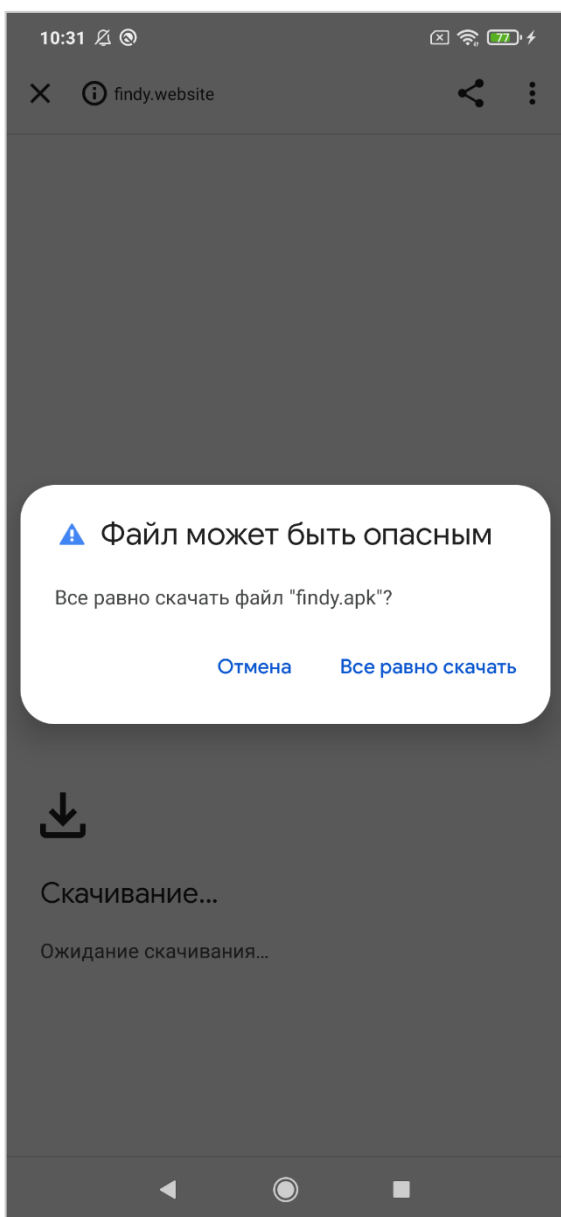 10:31
77
findy.website
Файл может быть опасным
Все равно скачать файл "findy.apk"?
Отмена Все равно скачать
Скачивание...
Ожидание скачивания...